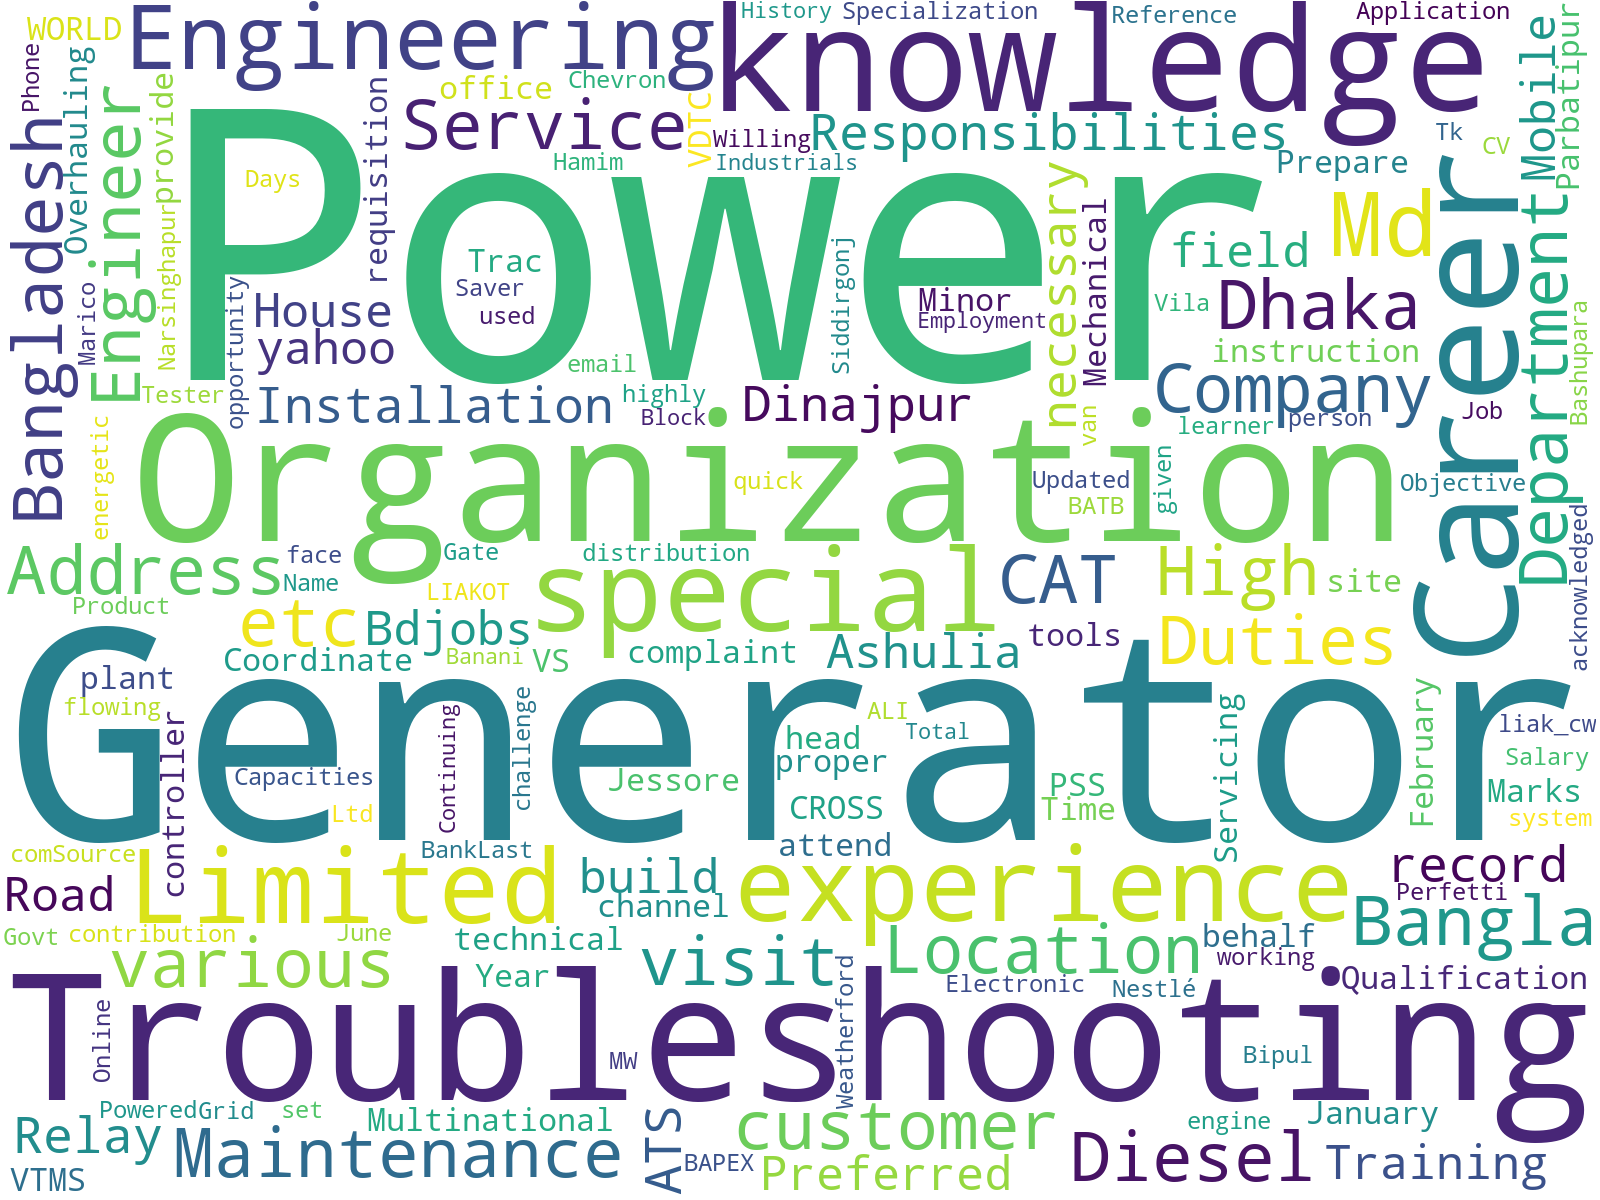 WORLD
Engineering
knowledge
History
Specialization
Reference
Application
Phone
Overhauling
Bangladesh
Engineer
provide
Narsinghapur
office
Chevron
requisition
Service
VDTC
Willing
Responsibilities
Industrials
Hamim
Days
Prepare
Tk
CV
Mobile
Parbatipur
Power
necessary
Mechanical
Md
field
Career
Department
Bashupara
Trac
Saver
used
Siddirgonj
Minor
Employment
Vila
Dhaka
instruction
Marico
opportunity
House
yahoo
email
Tester
Installation
highly
Block
Dinajpur
Company
van
learner
person
Job
energetic
Organization
quick
Updated
BATB
given
Objective
acknowledged
Address
face
Name
Gate
distribution
special
CAT
High
site
Product
LIAKOT
etc
Bdjobs
Coordinate
Banani
VS
complaint
Ashulia
tools
Duties
plant
flowing
Generator
controller
Capacities
Continuing
challenge
Ltd
ALI
Total
head
proper
Jessore
CROSS
PSS
Time
Servicing
February
liak_cw
Salary
Marks
system
comSource
BankLast
attend
Road
Limited
build
channel
experience
record
Perfetti
Govt
contribution
June
technical
various
Year
visit
Location
behalf
working
Bangla
Electronic
Nestlé
Qualification
Weatherford
Troubleshooting
Online
MW
Bipul
PoweredGrid
set
Multinational
Relay
Maintenance
ATS
customer
engine
January
VTMS
BAPEX
Preferred
Diesel
Training